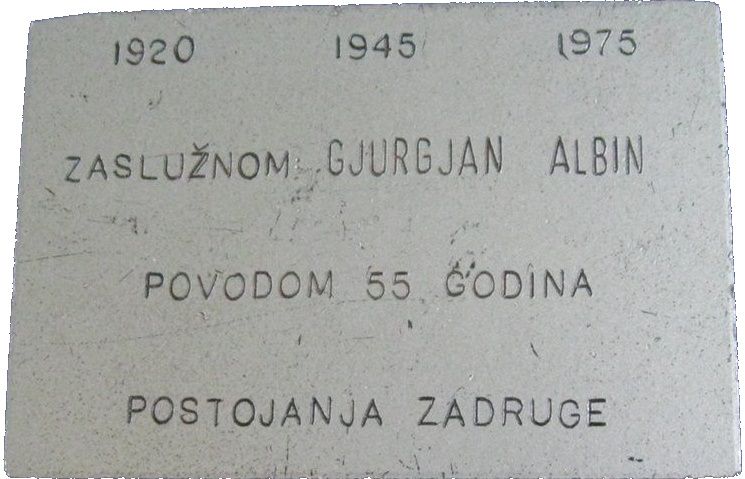 1920 1945 1975
ZASLUŽNOM GJURGJAN ALBIN
POVODOM 55 GODINA
POSTOJANJA ZADRUGE